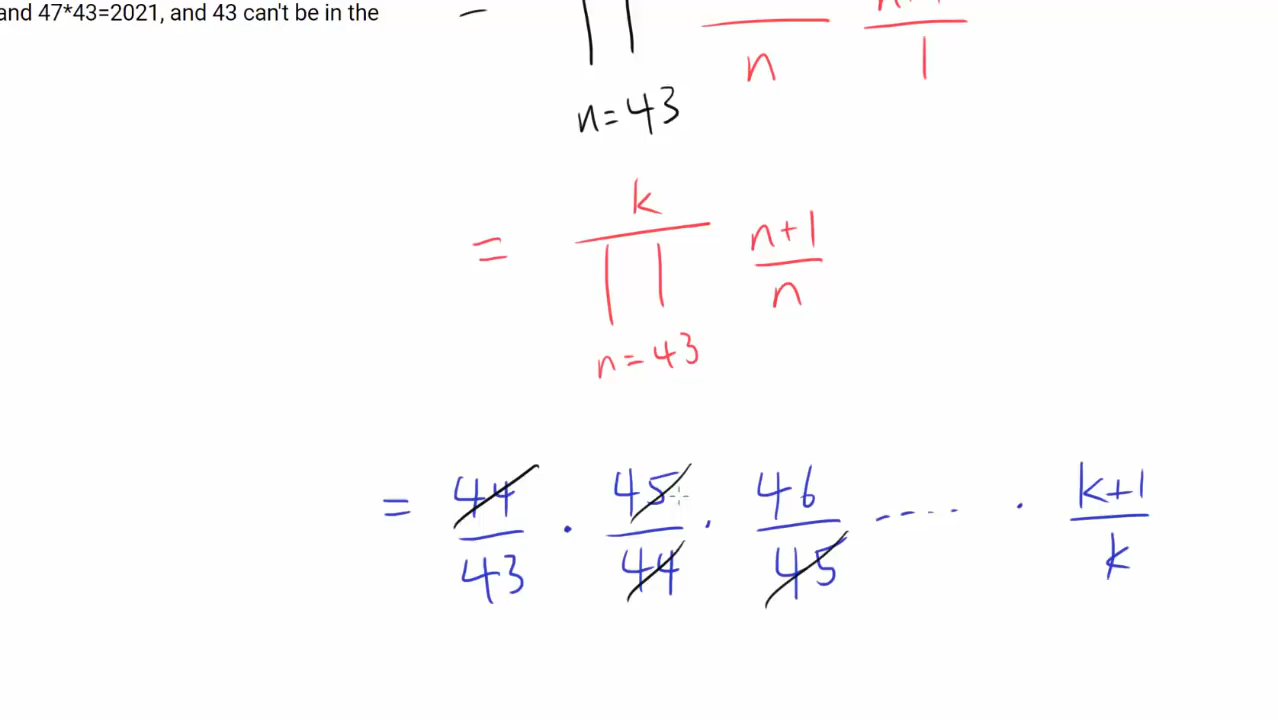 and 47*43=2021, and 43 can't be in the
= ∏ n=43 / n / 1
= ∏ k n=43 (n+1)/n
= 44/43 · 45/44 · 46/45 ..... · (k+1)/k